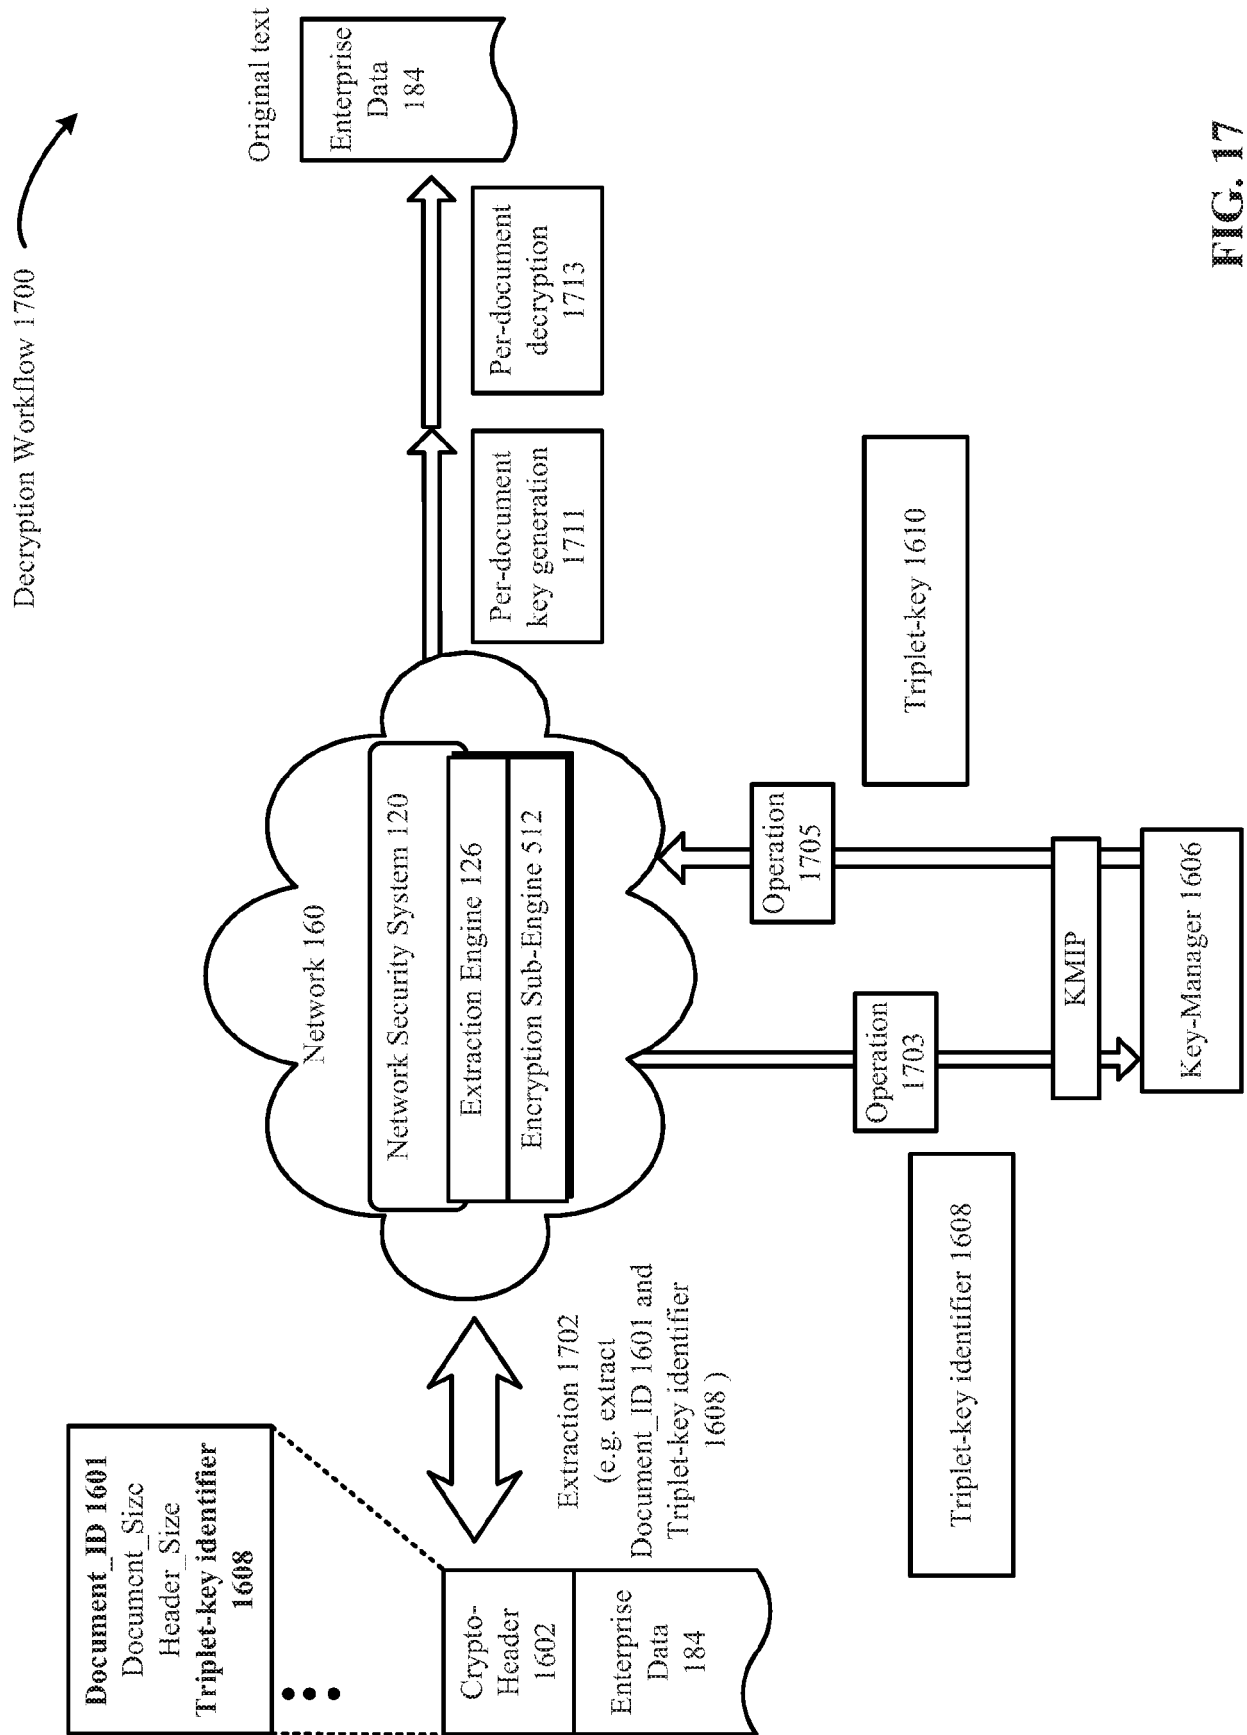 Decryption Workflow 1700
Document_ID 1601
Document_Size
Header_Size
Triplet-key identifier
1608
Crypto-
Header
1602
Enterprise
Data
184
Extraction 1702
(e.g. extract
Document_ID 1601 and
Triplet-key identifier
1608 )
Network 160
Network Security System 120
Extraction Engine 126
Encryption Sub-Engine 512
Per-document
key generation
1711
Per-document
decryption
1713
Original text
Enterprise
Data
184
Triplet-key identifier 1608
Operation
1703
Operation
1705
Triplet-key 1610
KMIP
Key-Manager 1606
FIG. 17